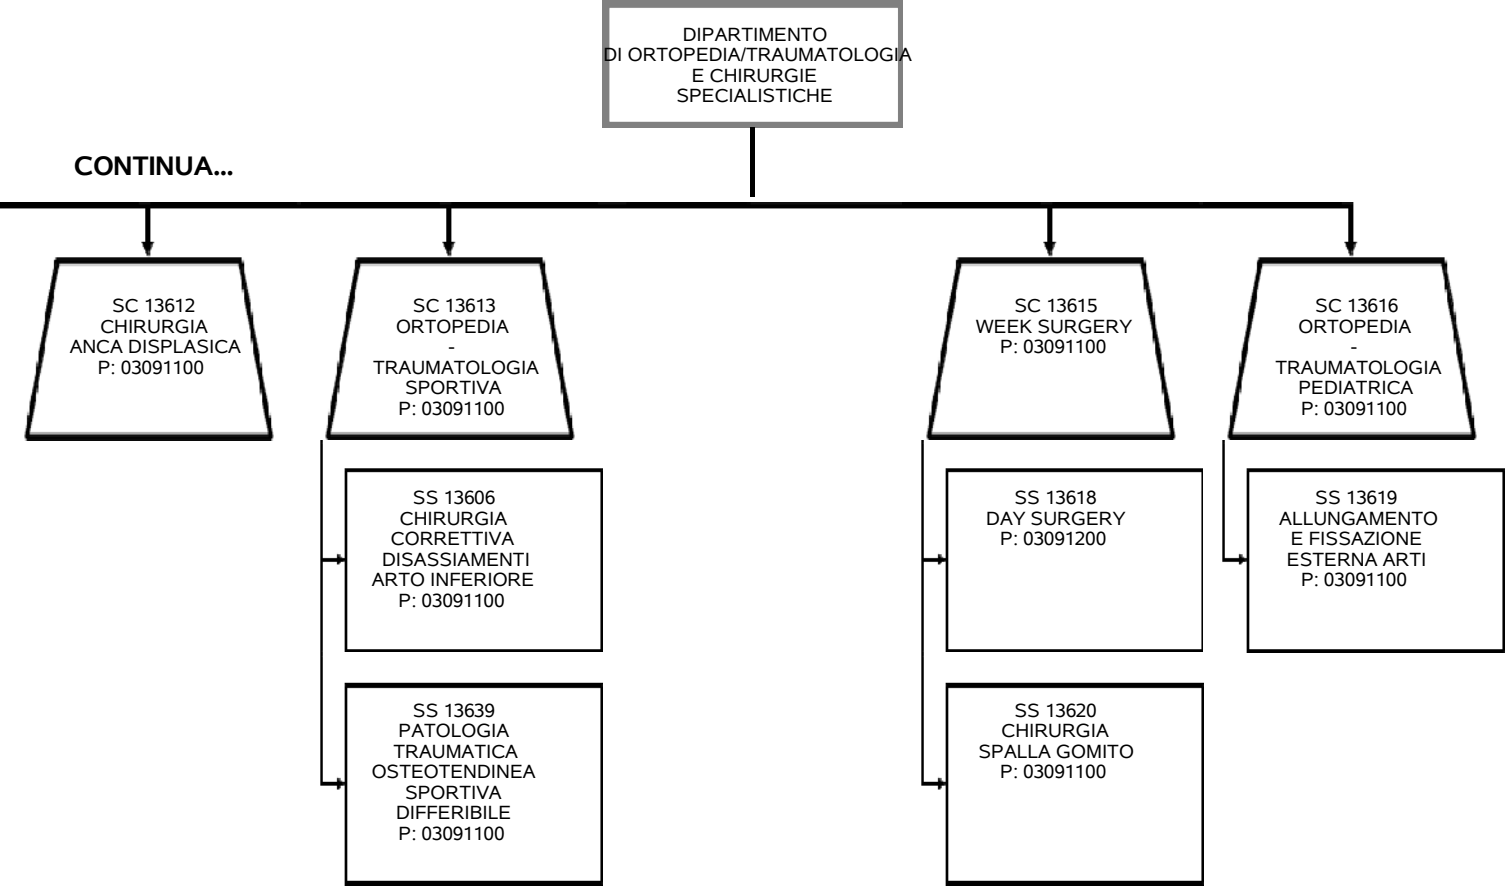 DIPARTIMENTO
DI ORTOPEDIA/TRAUMATOLOGIA
E CHIRURGIE
SPECIALISTICHE
CONTINUA...
SC 13612
CHIRURGIA
ANCA DISPLASICA
P: 03091100
SC 13613
ORTOPEDIA
-
TRAUMATOLOGIA
SPORTIVA
P: 03091100
SC 13615
WEEK SURGERY
P: 03091100
SC 13616
ORTOPEDIA
-
TRAUMATOLOGIA
PEDIATRICA
P: 03091100
SS 13606
CHIRURGIA
CORRETTIVA
DISASSIAMENTI
ARTO INFERIORE
P: 03091100
SS 13618
DAY SURGERY
P: 03091200
SS 13619
ALLUNGAMENTO
E FISSAZIONE
ESTERNA ARTI
P: 03091100
SS 13639
PATOLOGIA
TRAUMATICA
OSTEOTENDINEA
SPORTIVA
DIFFERIBILE
P: 03091100
SS 13620
CHIRURGIA
SPALLA GOMITO
P: 03091100